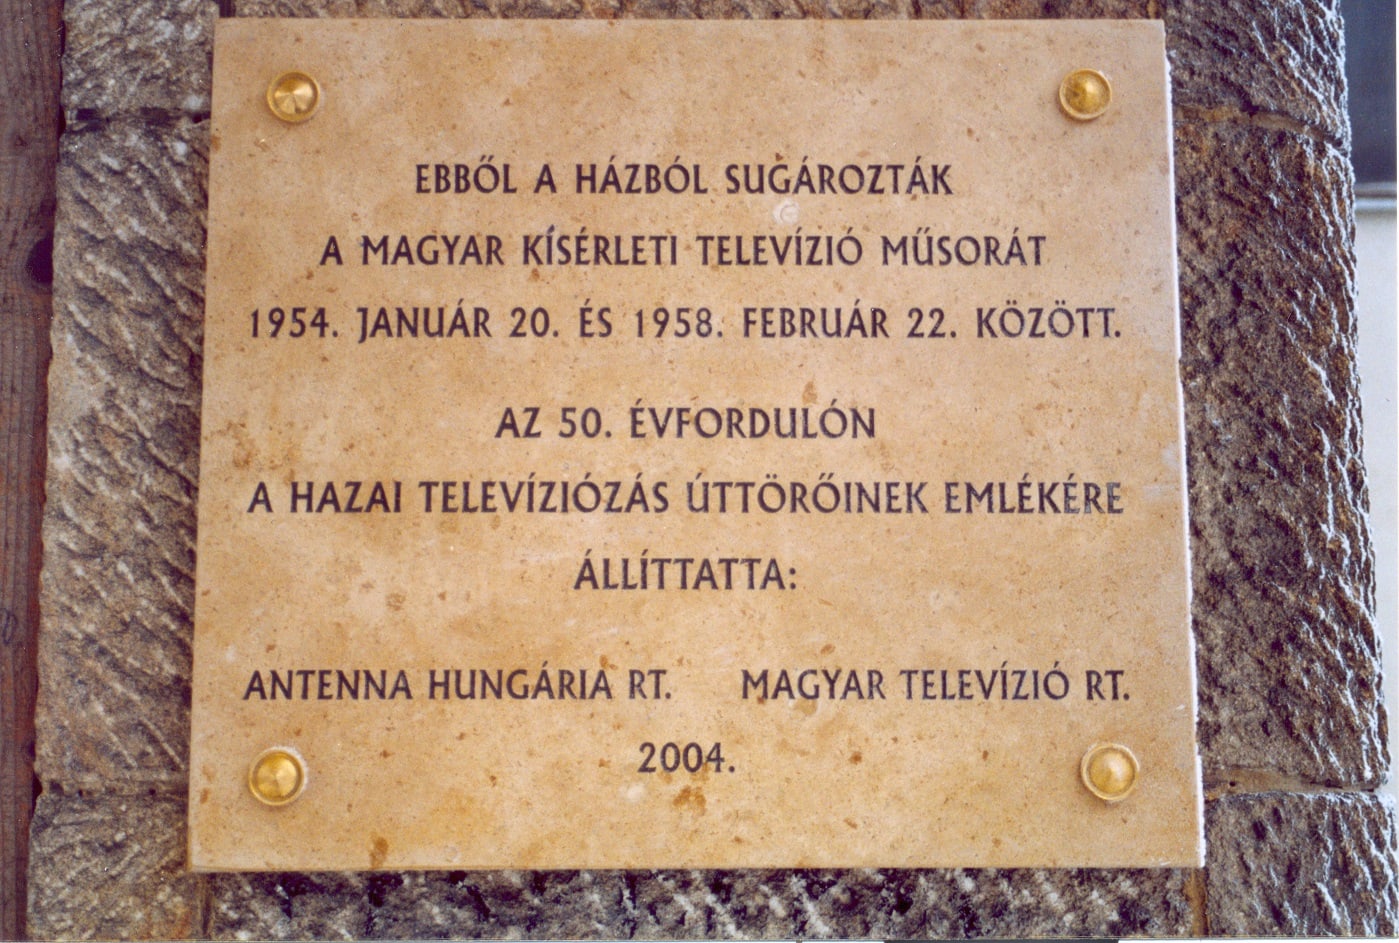 EBBŐL A HÁZBÓL SUGÁROZTÁK
A MAGYAR KÍSÉRLETI TELEVÍZIÓ MŰSORÁT
1954. JANUÁR 20. ÉS 1958. FEBRUÁR 22. KÖZÖTT.
AZ 50. ÉVFORDULÓN
A HAZAI TELEVÍZIÓZÁS ÚTTÖRŐINEK EMLÉKÉRE
ÁLLÍTTATTA:
ANTENNA HUNGÁRIA RT. MAGYAR TELEVÍZIÓ RT.
2004.